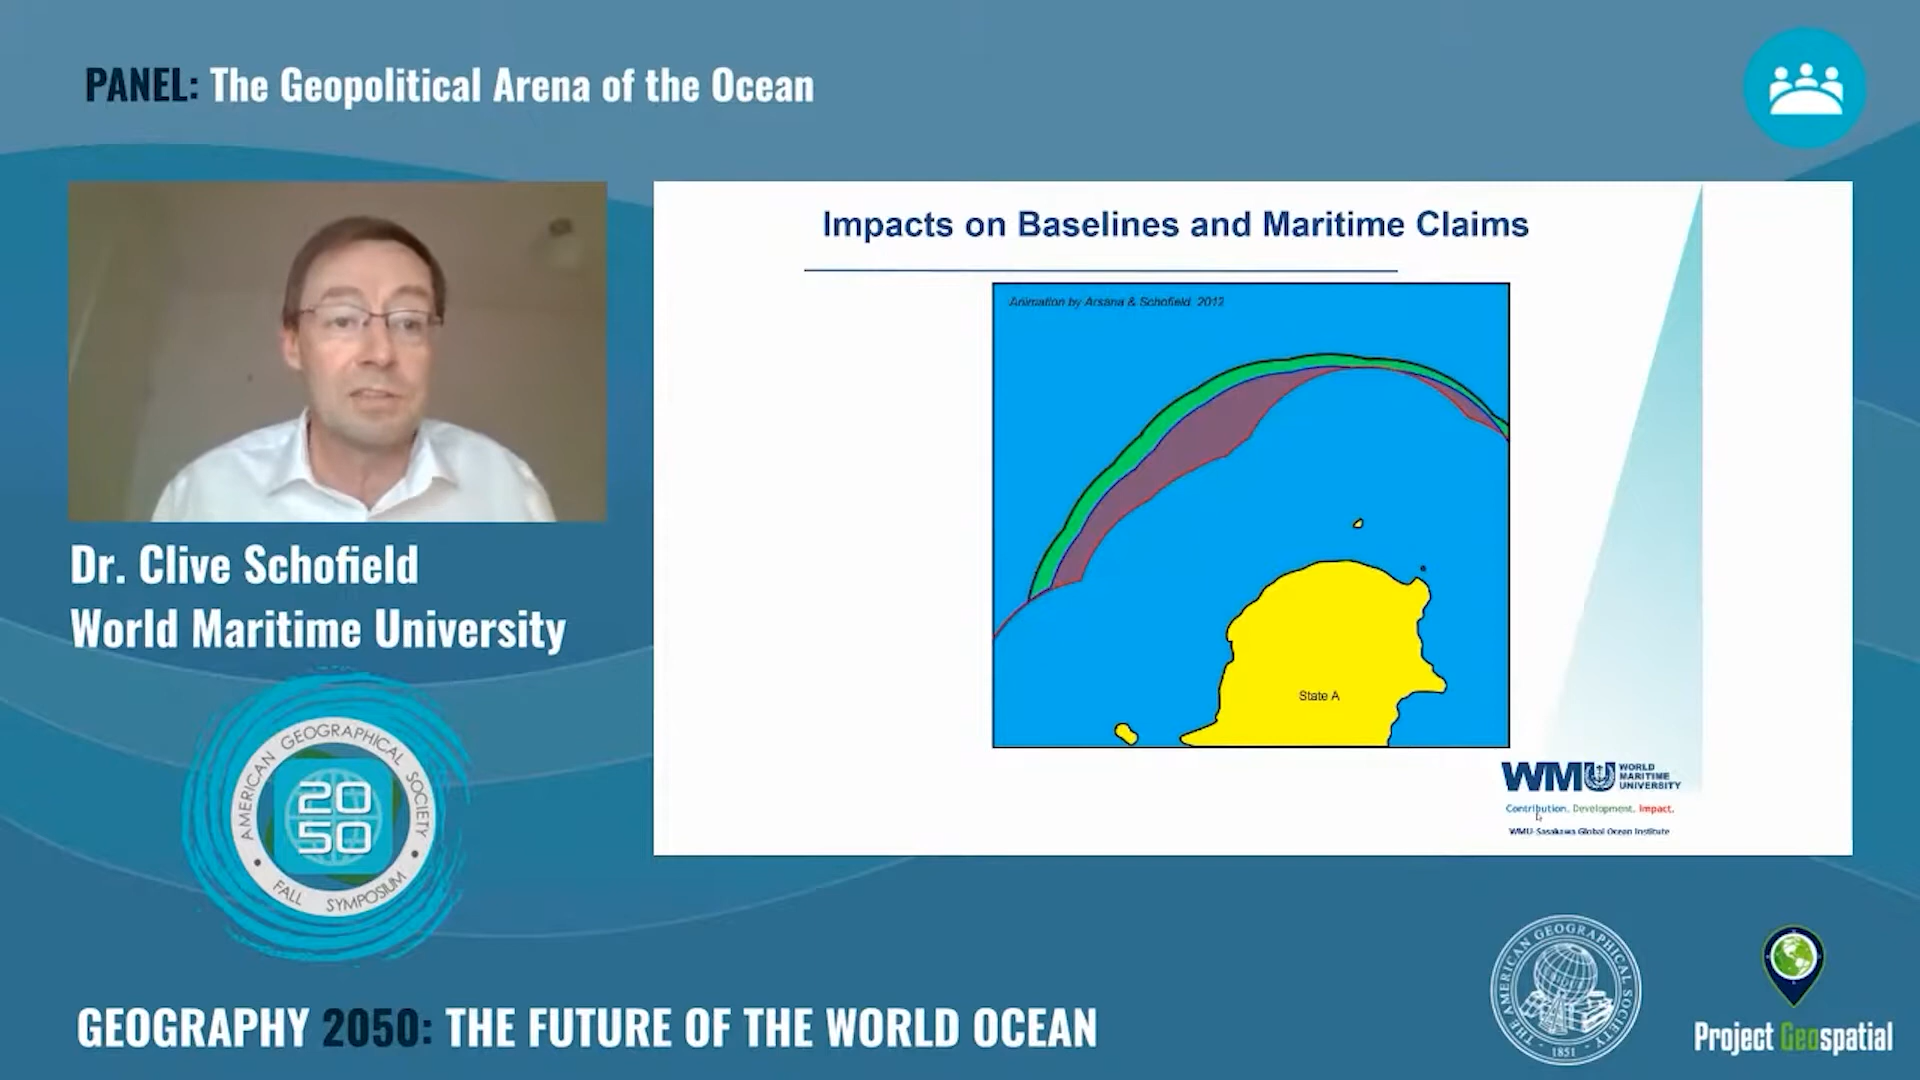 PANEL: The Geopolitical Arena of the Ocean
Impacts on Baselines and Maritime Claims
Animation by Arsana & Schofield, 2012
State A
WMU WORLD MARITIME UNIVERSITY
Contribution. Development. Impact.
WMU-Sasakawa Global Ocean Institute
Dr. Clive Schofield
World Maritime University
AMERICAN GEOGRAPHICAL SOCIETY
20
50
FALL SYMPOSIUM
GEOGRAPHY 2050: THE FUTURE OF THE WORLD OCEAN
THE AMERICAN GEOGRAPHICAL SOCIETY
1851
Project Geospatial